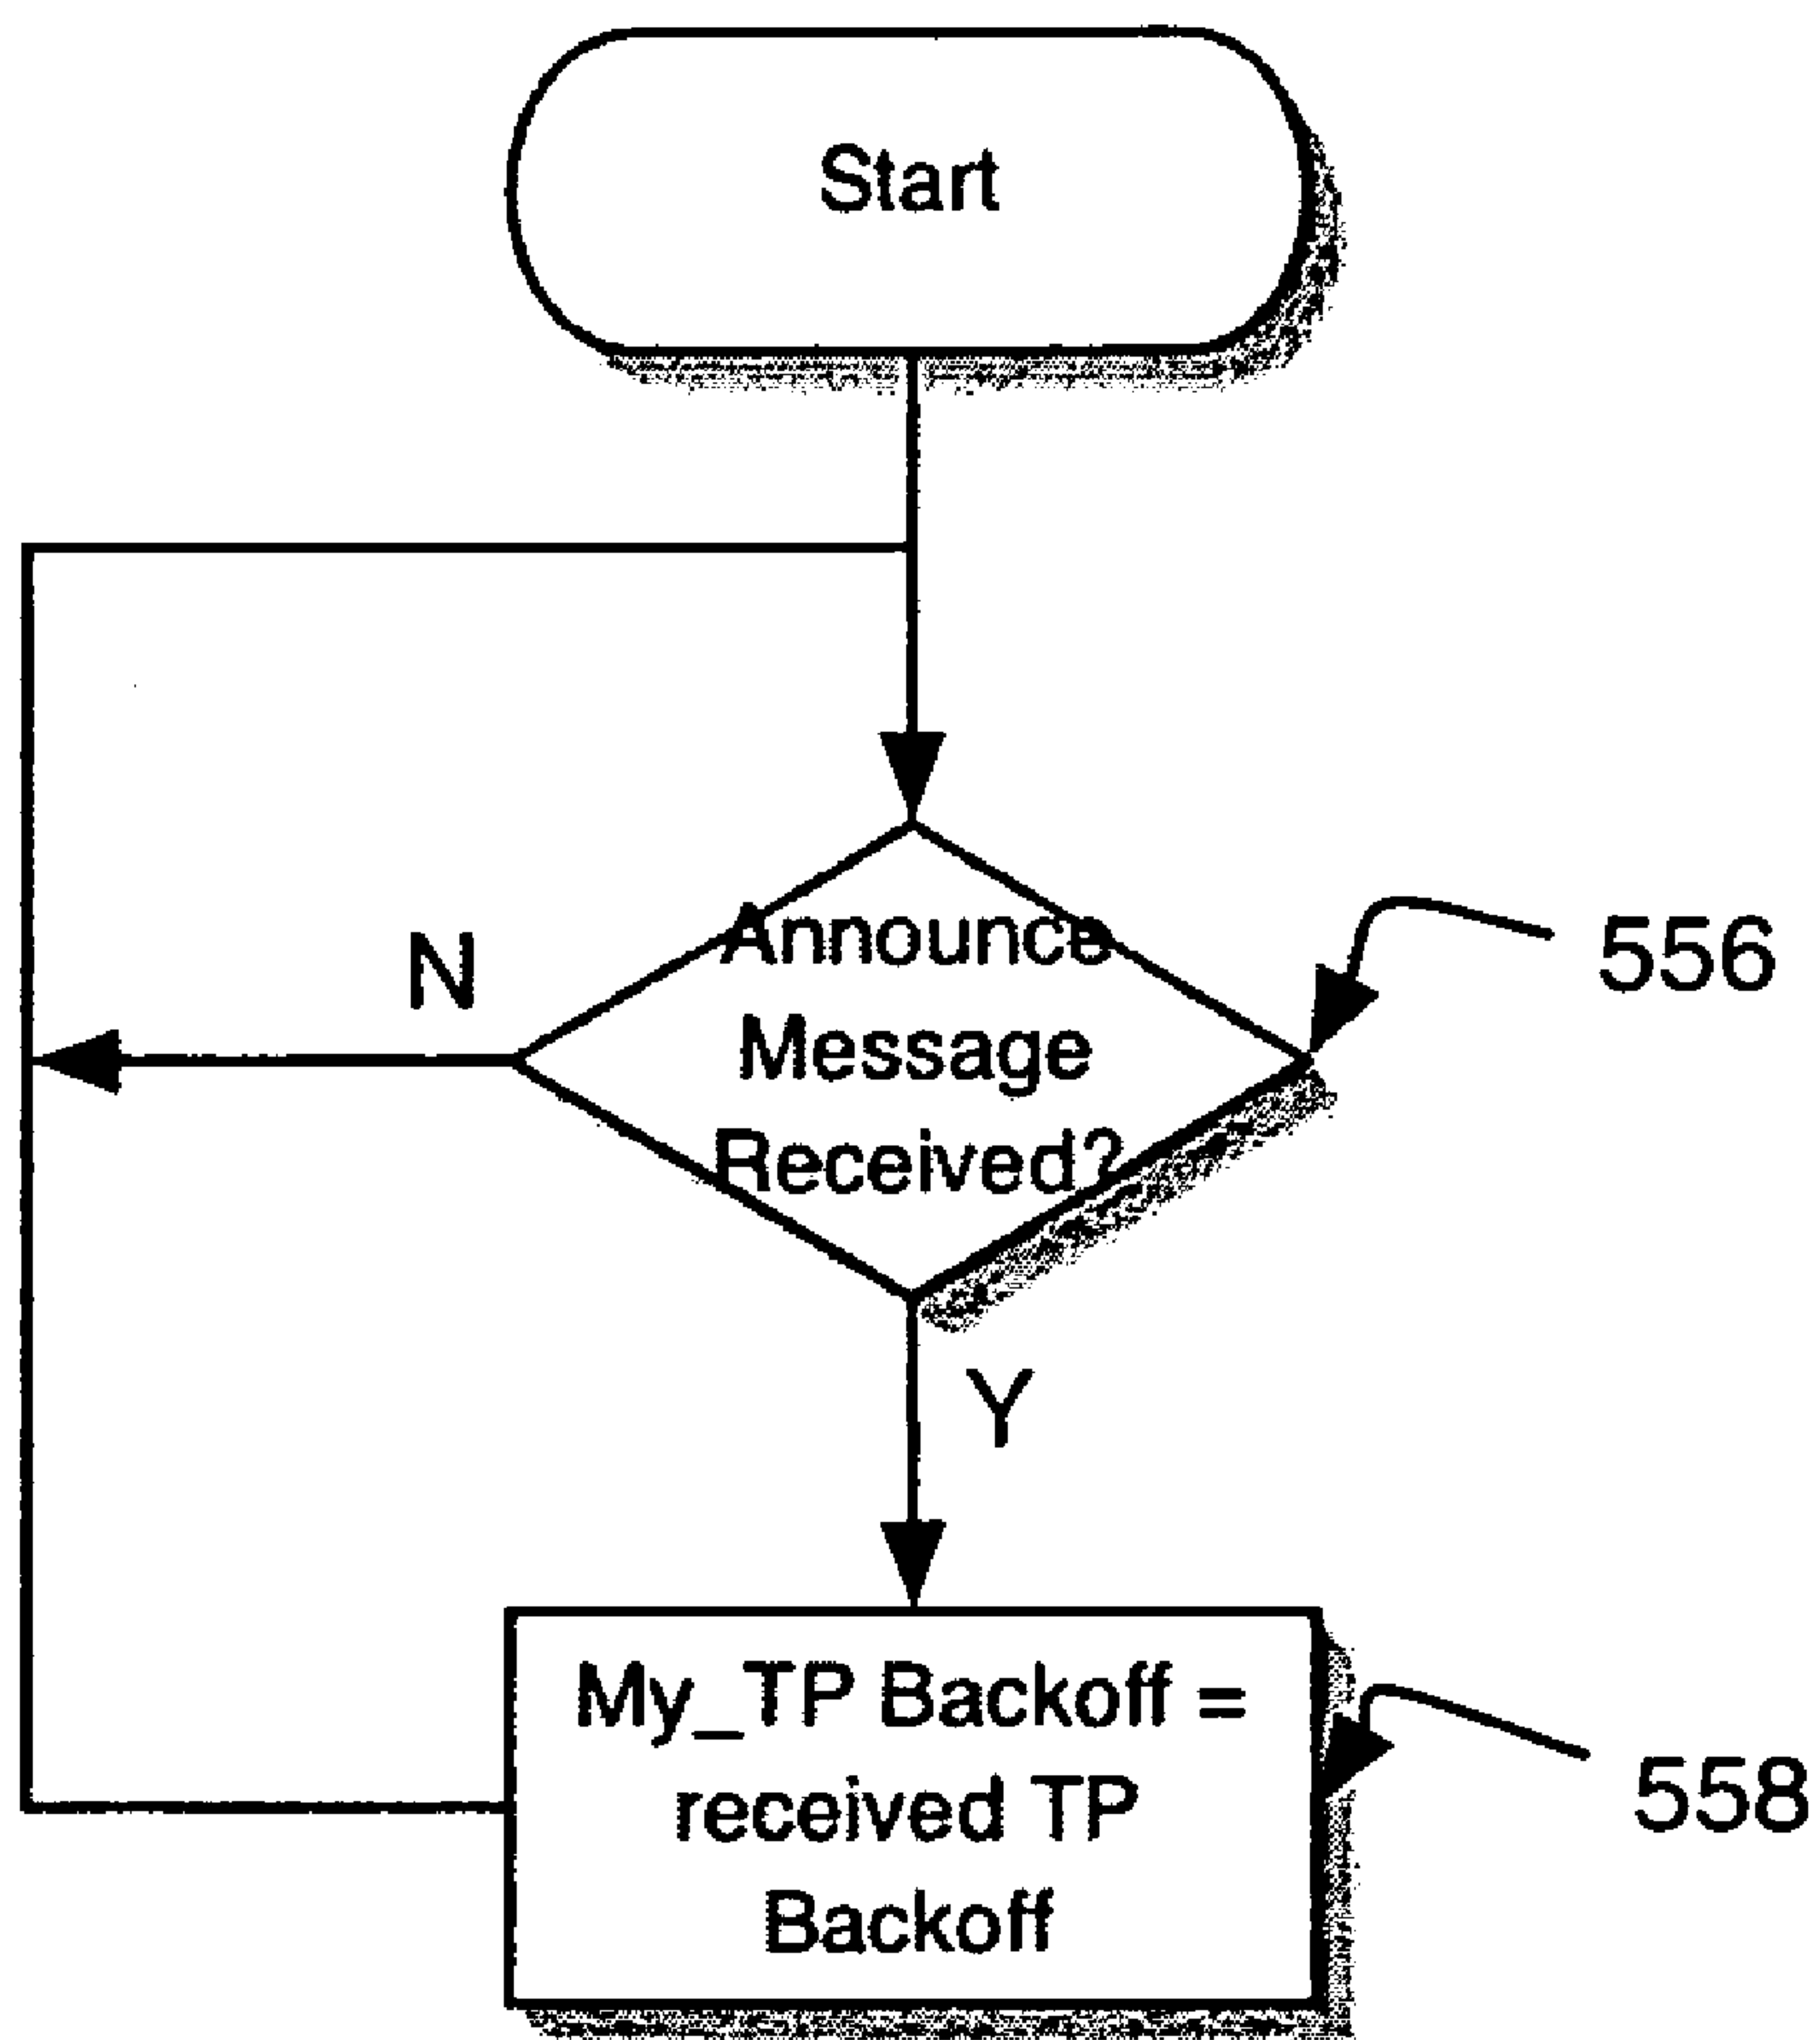 Start
N
Announce
Message
Received?
556
Y
My_TP Backoff =
received TP
Backoff
558